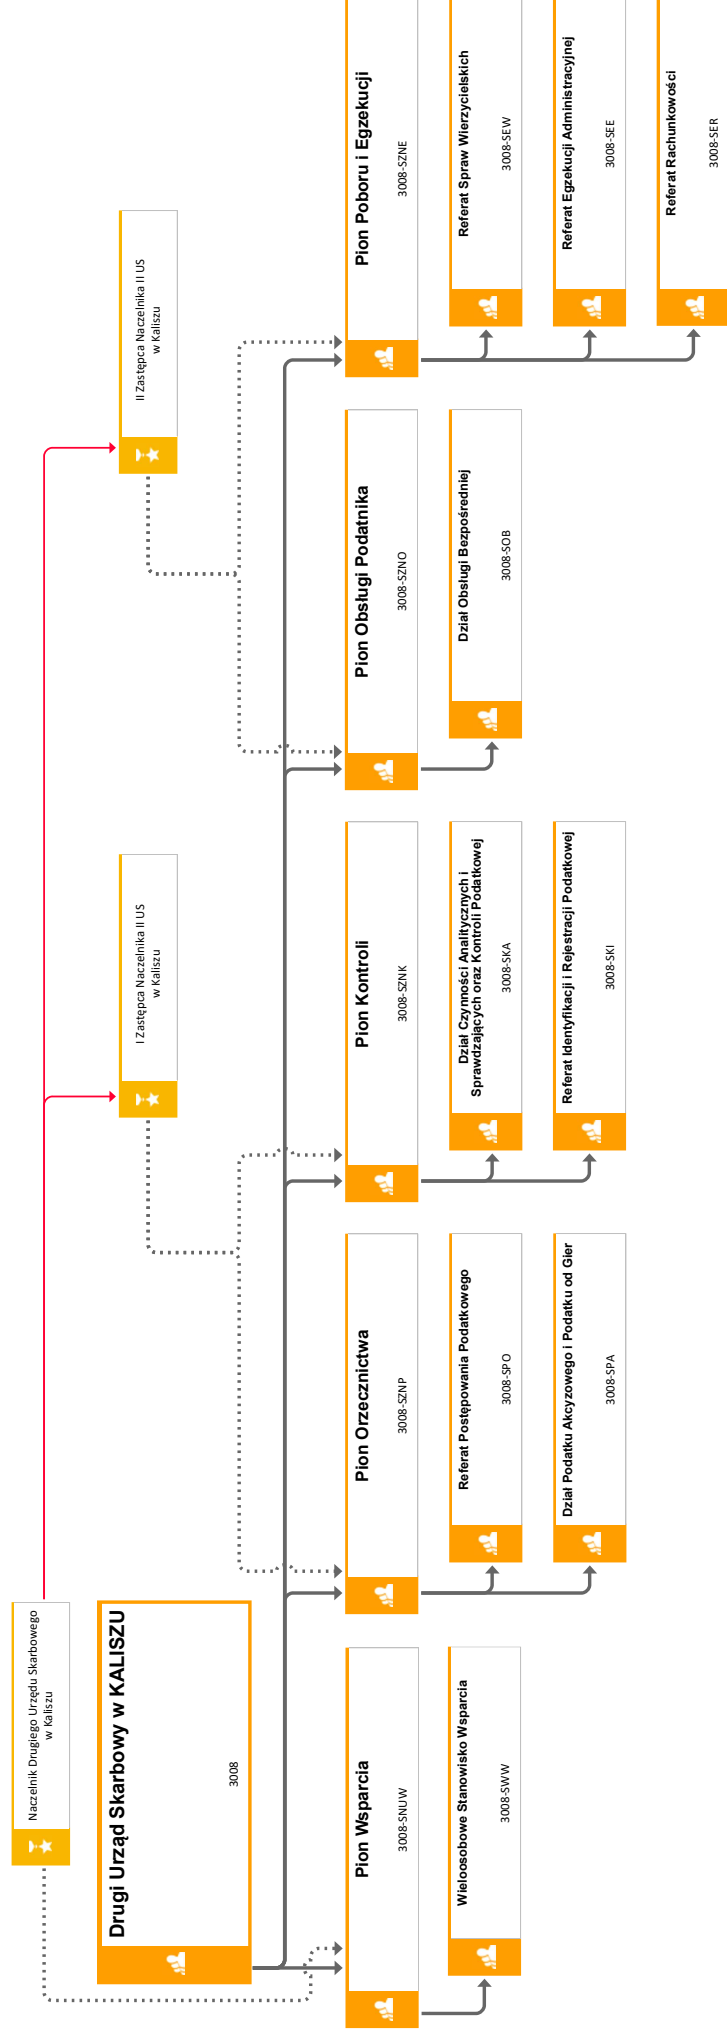 Naczelnik Drugiego Urzędu Skarbowego
w Kaliszu
Drugi Urząd Skarbowy w KALISZU
3008
I Zastępca Naczelnika II US
w Kaliszu
II Zastępca Naczelnika II US
w Kaliszu
Pion Wsparcia
3008-SNUW
Wieloosobowe Stanowisko Wsparcia
3008-SWW
Pion Orzecznictwa
3008-SZNP
Referat Postępowania Podatkowego
3008-SPO
Dział Podatku Akcyzowego i Podatku od Gier
3008-SPA
Pion Kontroli
3008-SZNK
Dział Czynności Analitycznych i
Sprawdzających oraz Kontroli Podatkowej
3008-SKA
Referat Identyfikacji i Rejestracji Podatkowej
3008-SKI
Pion Obsługi Podatnika
3008-SZNO
Dział Obsługi Bezpośredniej
3008-SOB
Pion Poboru i Egzekucji
3008-SZNE
Referat Spraw Wierzycielskich
3008-SEW
Referat Egzekucji Administracyjnej
3008-SEE
Referat Rachunkowości
3008-SER